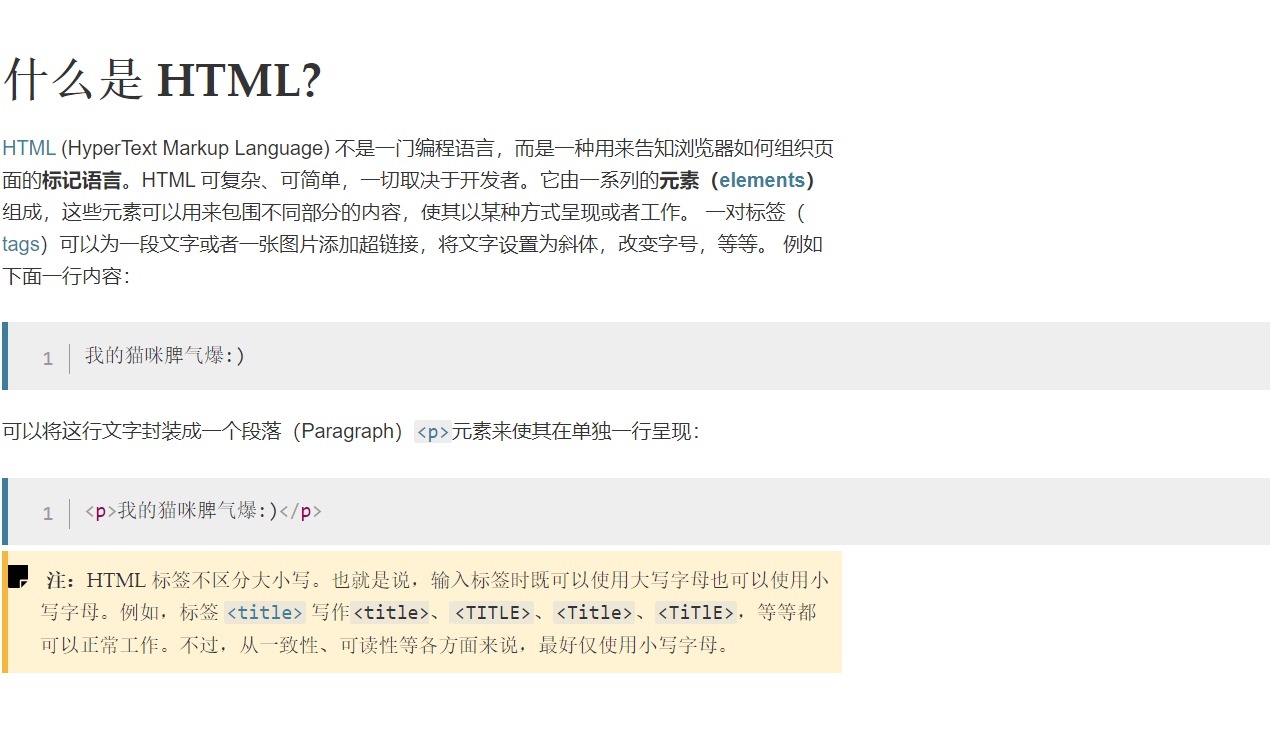 什么是 HTML?
HTML (HyperText Markup Language) 不是一门编程语言，而是一种用来告知浏览器如何组织页
面的标记语言。HTML 可复杂、可简单，一切取决于开发者。它由一系列的元素（elements）
组成，这些元素可以用来包围不同部分的内容，使其以某种方式呈现或者工作。 一对标签（
tags）可以为一段文字或者一张图片添加超链接，将文字设置为斜体，改变字号，等等。 例如
下面一行内容：
1 我的猫咪脾气爆:)
可以将这行文字封装成一个段落（Paragraph）<p>元素来使其在单独一行呈现：
1 <p>我的猫咪脾气爆:)</p>
注：HTML 标签不区分大小写。也就是说，输入标签时既可以使用大写字母也可以使用小
写字母。例如，标签 <title> 写作<title>、<TITLE>、<Title>、<TiTlE>，等等都
可以正常工作。不过，从一致性、可读性等各方面来说，最好仅使用小写字母。